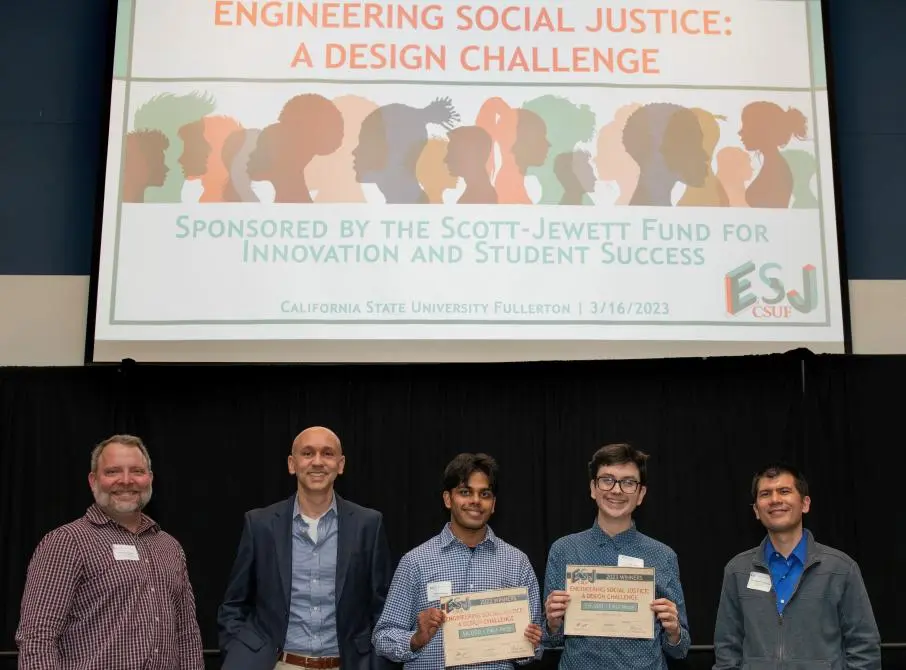 ENGINEERING SOCIAL JUSTICE:
A DESIGN CHALLENGE
SPONSORED BY THE SCOTT-JEWETT FUND FOR
INNOVATION AND STUDENT SUCCESS
CALIFORNIA STATE UNIVERSITY FULLERTON | 3/16/2023
ESJ
CSUF
ESJ
2023 WINNERS
ENGINEERING SOCIAL JUSTICE:
A DESIGN CHALLENGE
ESJ
2023 WINNERS
ENGINEERING SOCIAL JUSTICE:
A DESIGN CHALLENGE